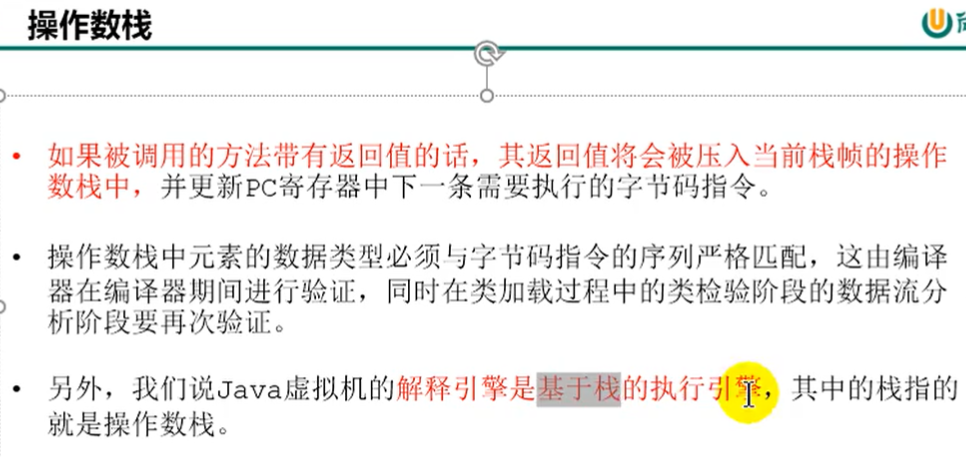 操作数栈
• 如果被调用的方法带有返回值的话，其返回值将会被压入当前栈帧的操作
数栈中，并更新PC寄存器中下一条需要执行的字节码指令。
• 操作数栈中元素的数据类型必须与字节码指令的序列严格匹配，这由编译
器在编译器期间进行验证，同时在类加载过程中的类检验阶段的数据流分
析阶段要再次验证。
• 另外，我们说Java虚拟机的解释引擎是基于栈的执行引擎，其中的栈指的
就是操作数栈。